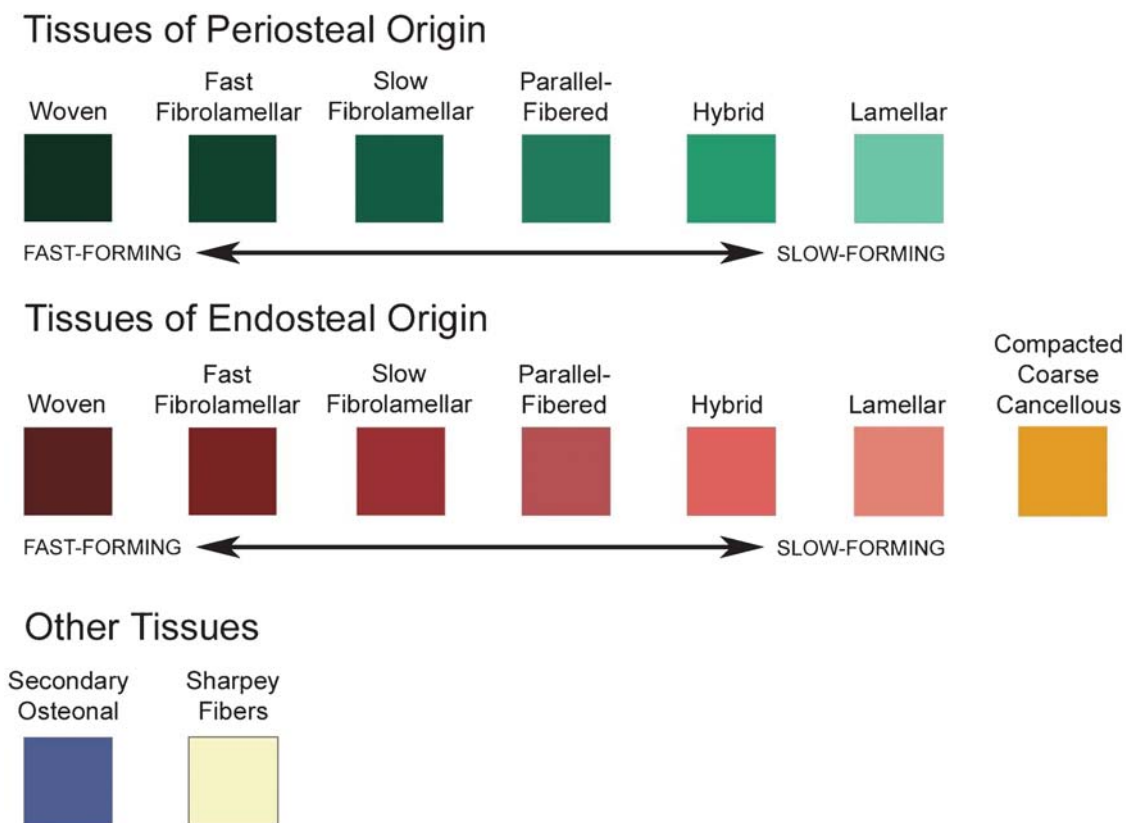 Tissues of Periosteal Origin
Woven
Fast
Fibrolamellar
Slow
Fibrolamellar
Parallel-
Fibered
Hybrid
Lamellar
FAST-FORMING
SLOW-FORMING
Tissues of Endosteal Origin
Woven
Fast
Fibrolamellar
Slow
Fibrolamellar
Parallel-
Fibered
Hybrid
Lamellar
Compacted
Coarse
Cancellous
FAST-FORMING
SLOW-FORMING
Other Tissues
Secondary
Osteonal
Sharpey
Fibers